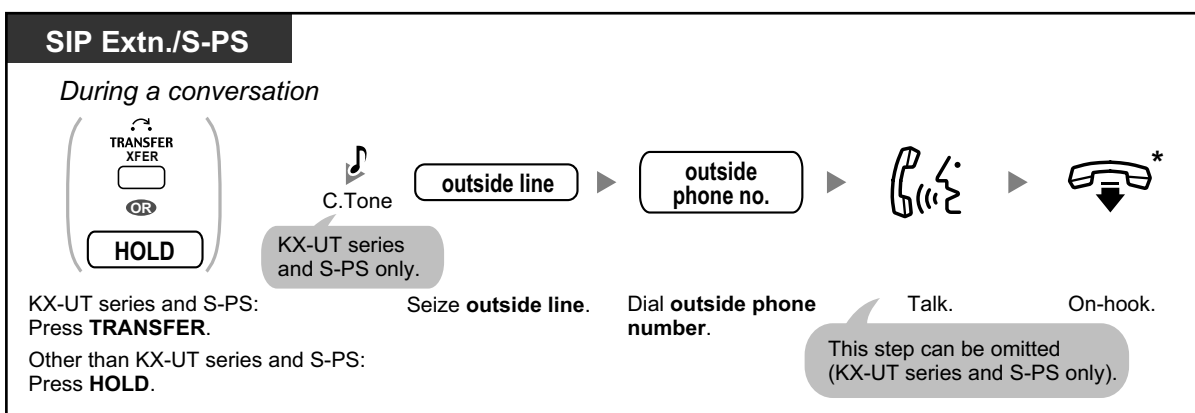 SIP Extn./S-PS
During a conversation
TRANSFER
XFER
OR
HOLD
C.Tone
KX-UT series
and S-PS only.
outside line
outside
phone no.
*
KX-UT series and S-PS:
Press TRANSFER.
Other than KX-UT series and S-PS:
Press HOLD.
Seize outside line.
Dial outside phone
number.
Talk.
This step can be omitted
(KX-UT series and S-PS only).
On-hook.